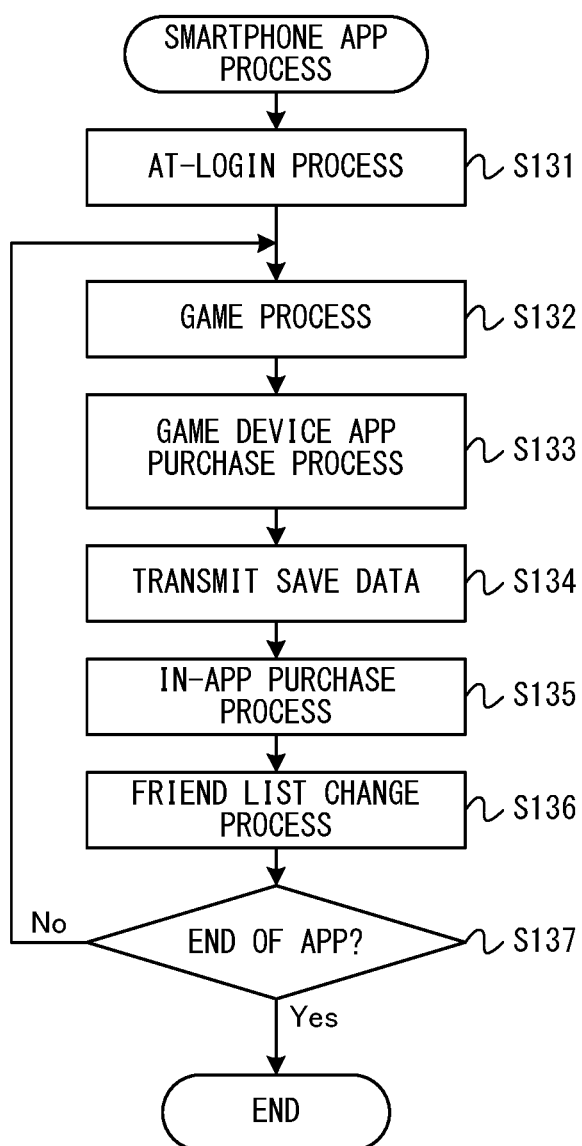 SMARTPHONE APP
PROCESS
AT-LOGIN PROCESS
S131
GAME PROCESS
S132
GAME DEVICE APP
PURCHASE PROCESS
S133
TRANSMIT SAVE DATA
S134
IN-APP PURCHASE
PROCESS
S135
FRIEND LIST CHANGE
PROCESS
S136
No
END OF APP?
S137
Yes
END